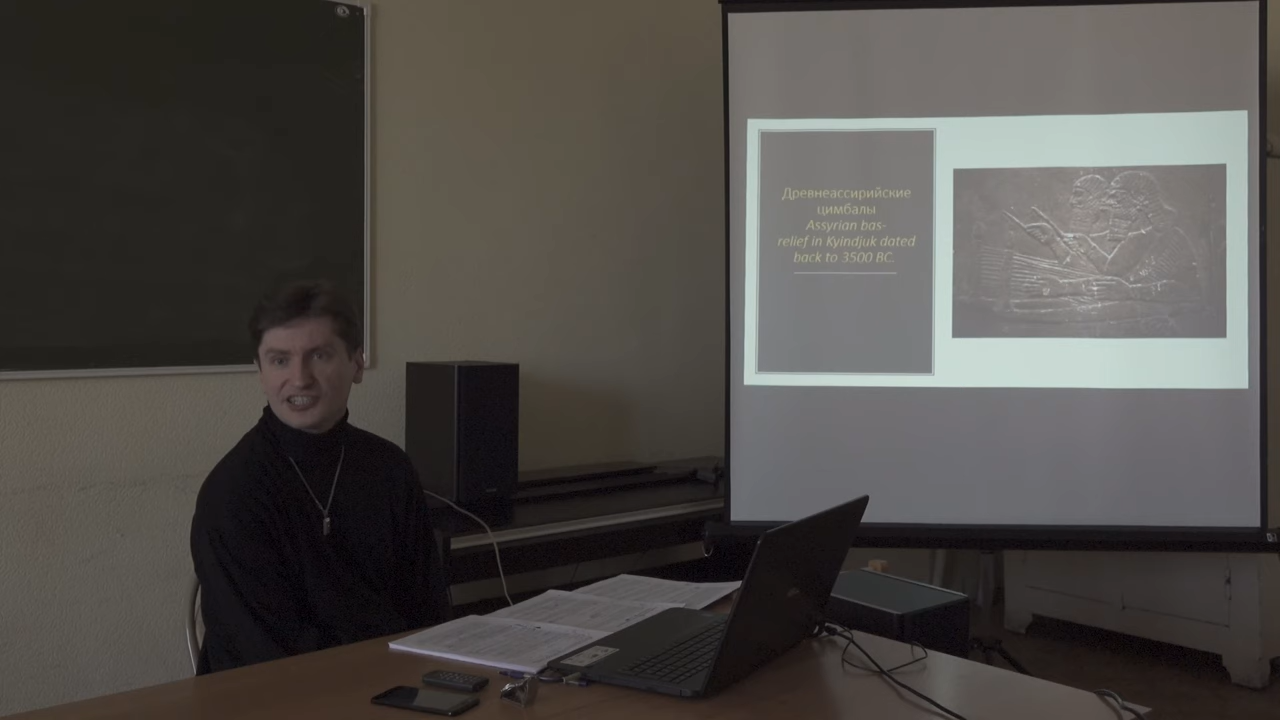 Древнеассирийские
цимбалы
Assyrian bas-
relief in Kyindjuk dated
back to 3500 BC.